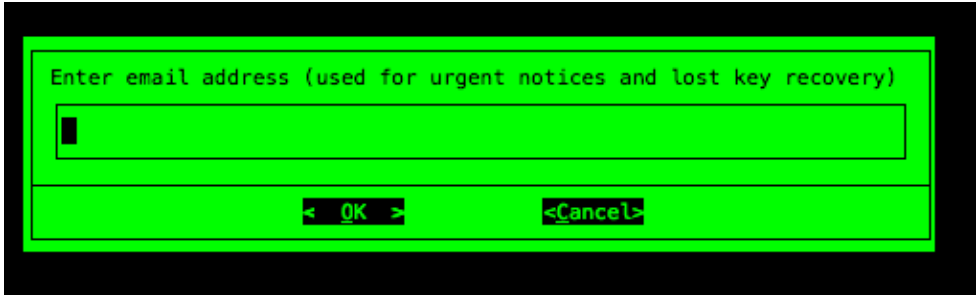 Enter email address (used for urgent notices and lost key recovery)
< OK >
<Cancel>